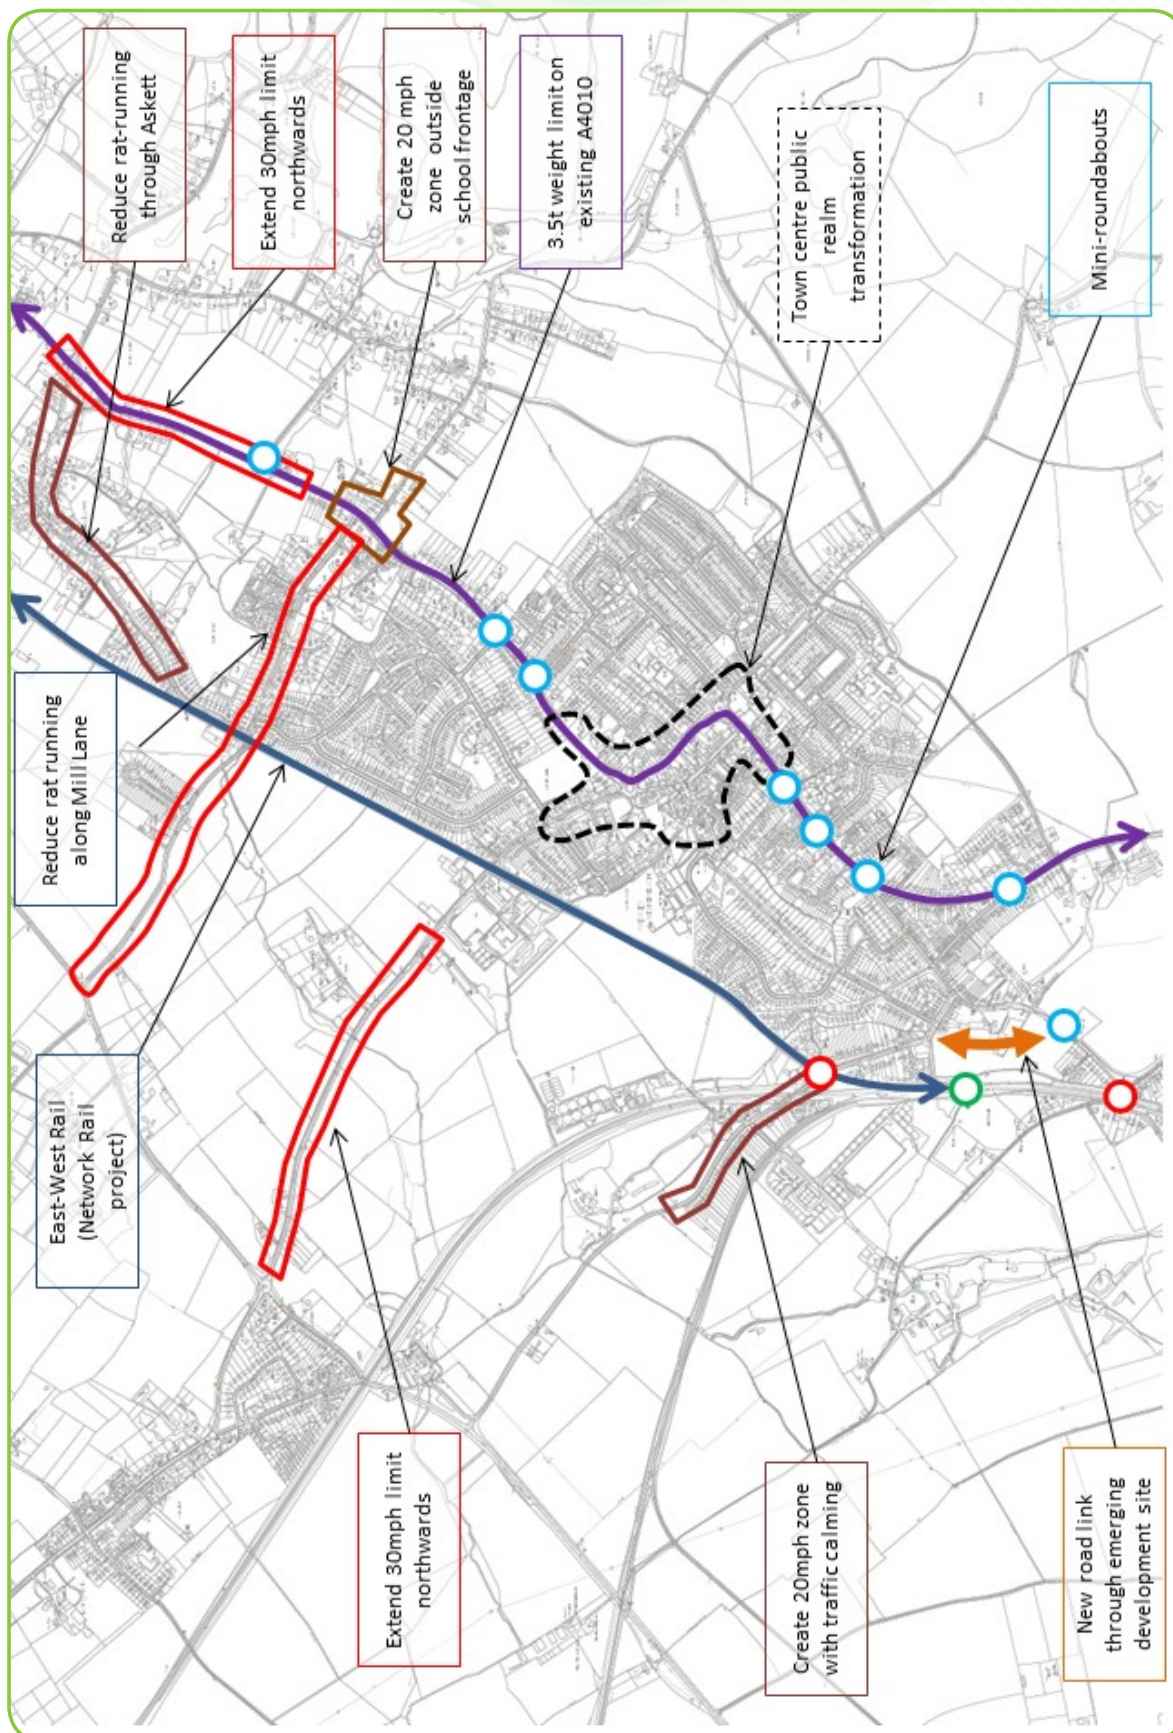 Reduce rat-running
through Askett
Extend 30mph limit
northwards
Create 20 mph
zone outside
school frontage
3.5t weight limit on
existing A4010
Town centre public
realm
transformation
Mini-roundabouts
Reduce rat running
along Mill Lane
East-West Rail
(Network Rail
project)
Extend 30mph limit
northwards
Create 20mph zone
with traffic calming
New road link
through emerging
development site